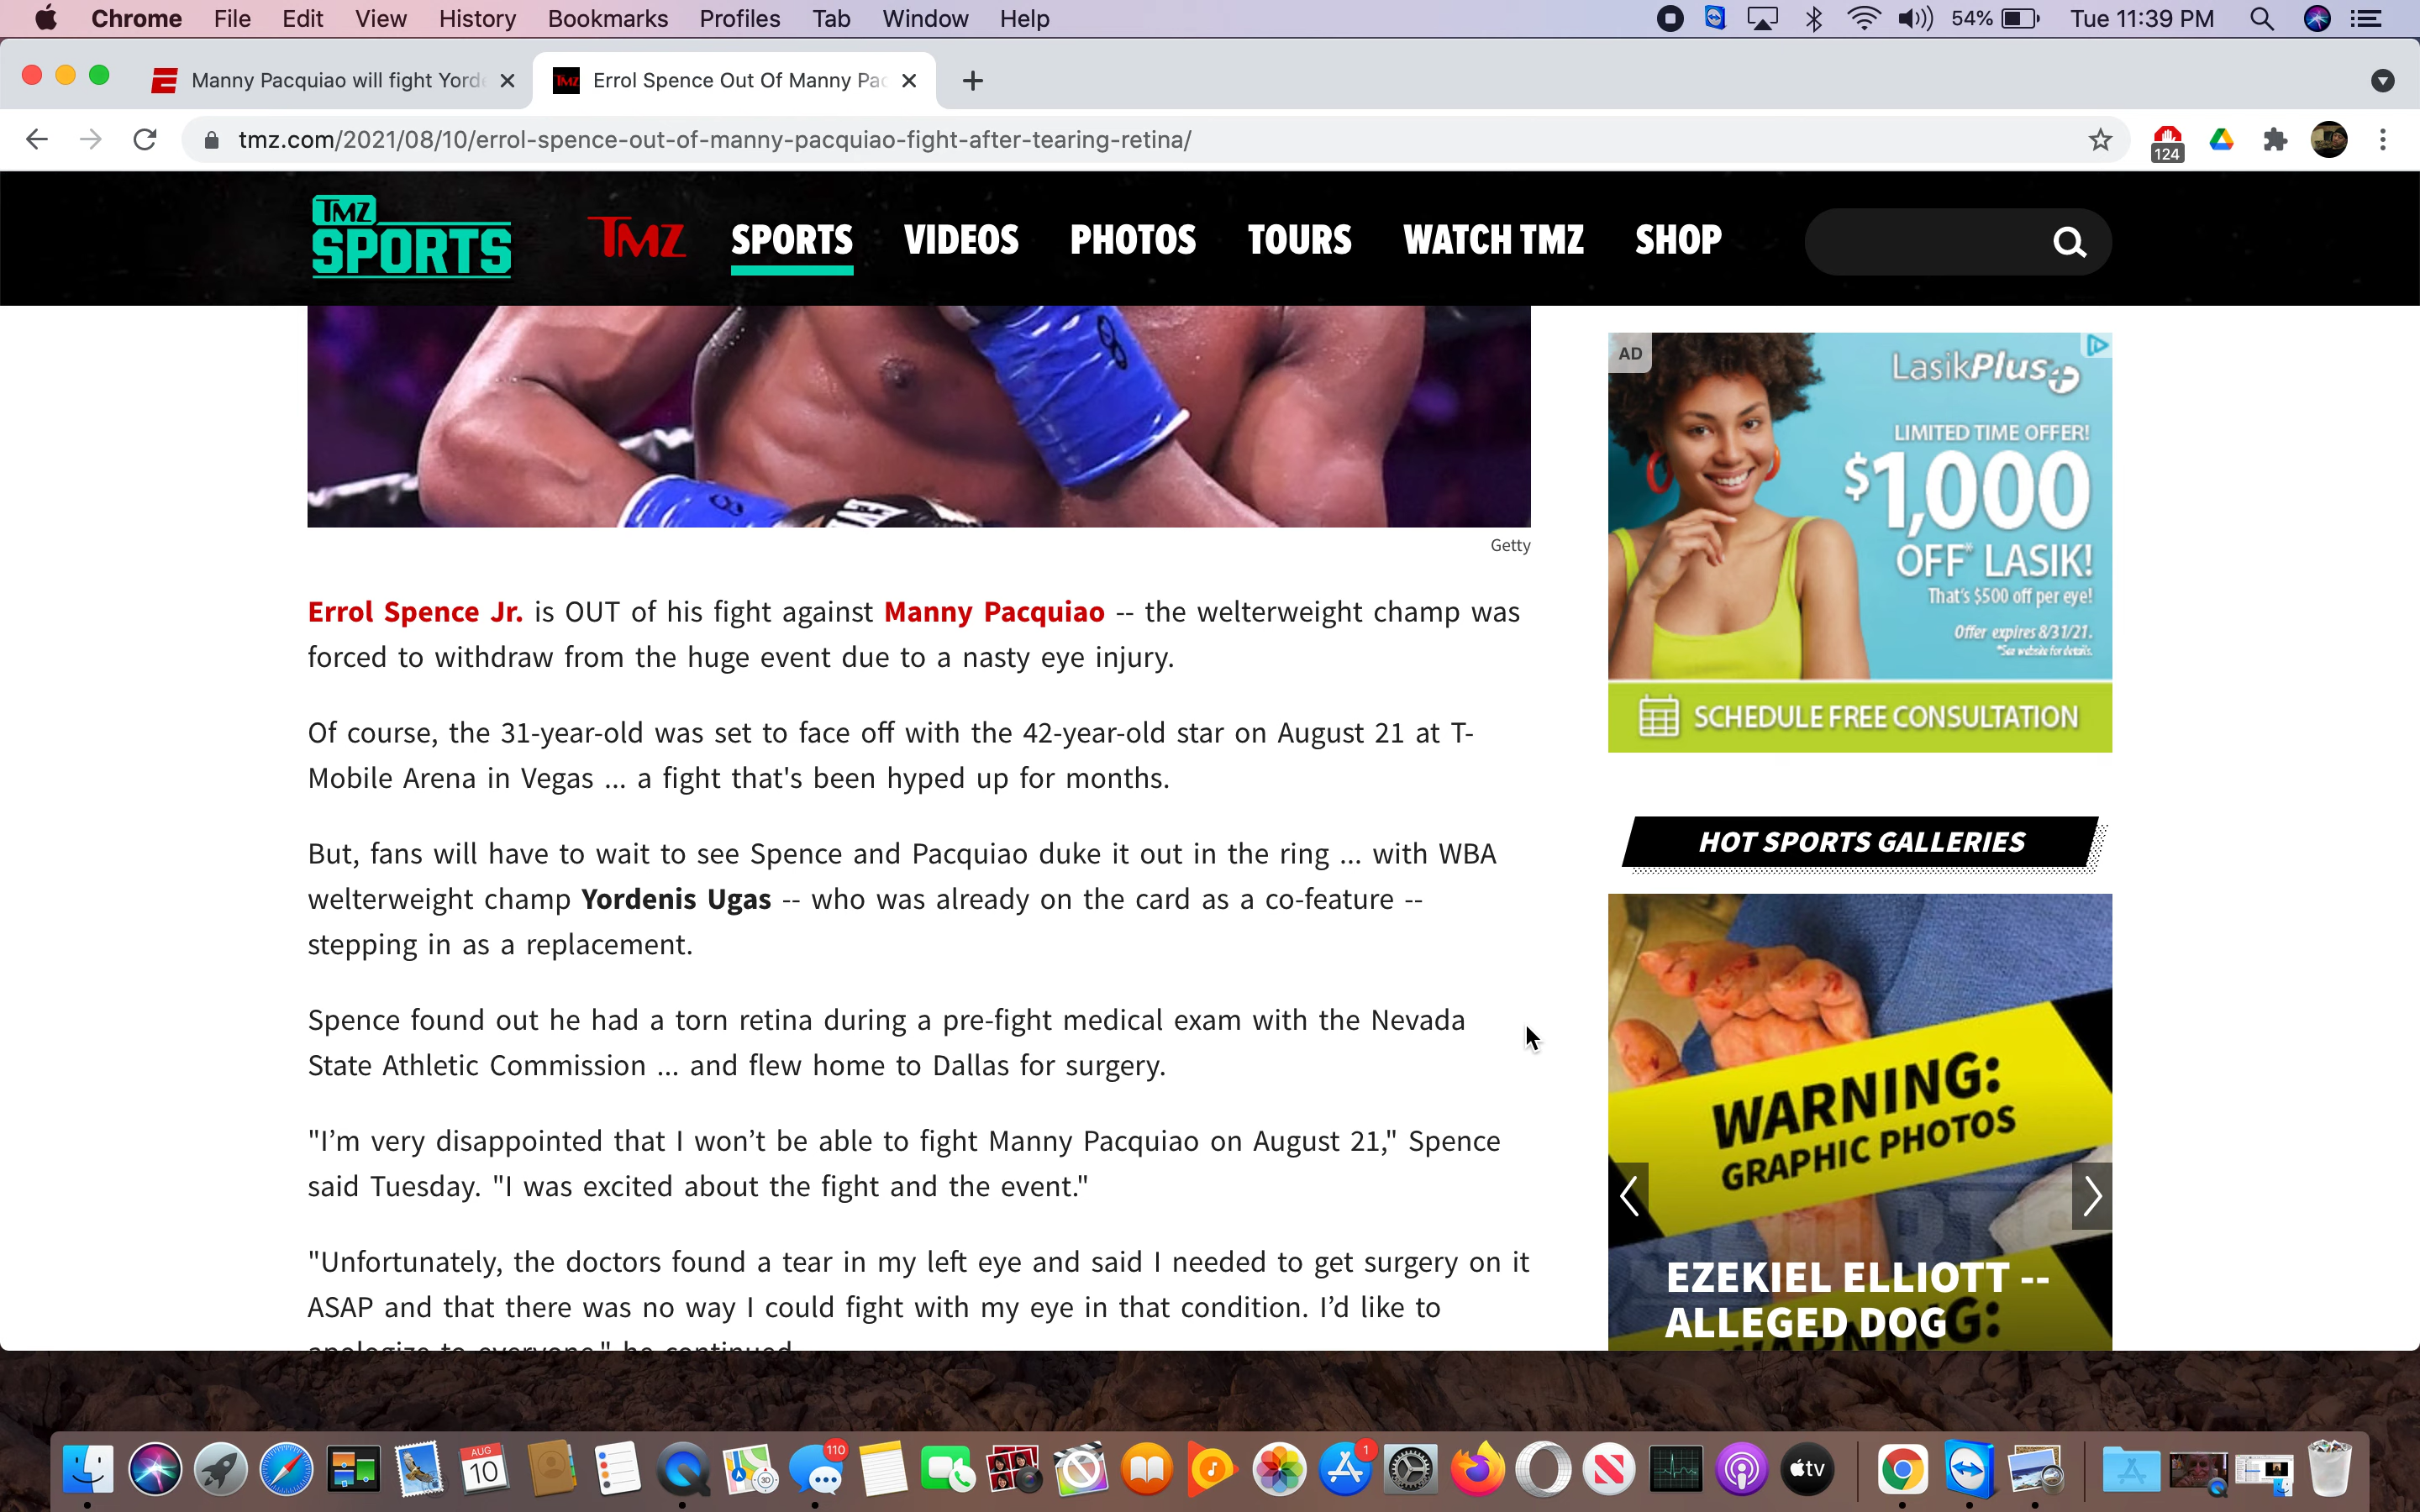 Chrome File Edit View History Bookmarks Profiles Tab Window Help 54% Tue 11:39 PM
Manny Pacquiao will fight Yord
Errol Spence Out Of Manny Pac
tmz.com/2021/08/10/errol-spence-out-of-manny-pacquiao-fight-after-tearing-retina/
124
TMZ
SPORTS
TMZ SPORTS VIDEOS PHOTOS TOURS WATCH TMZ SHOP
Getty
Errol Spence Jr. is OUT of his fight against Manny Pacquiao -- the welterweight champ was
forced to withdraw from the huge event due to a nasty eye injury.
Of course, the 31-year-old was set to face off with the 42-year-old star on August 21 at T-
Mobile Arena in Vegas ... a fight that's been hyped up for months.
But, fans will have to wait to see Spence and Pacquiao duke it out in the ring ... with WBA
welterweight champ Yordenis Ugas -- who was already on the card as a co-feature --
stepping in as a replacement.
Spence found out he had a torn retina during a pre-fight medical exam with the Nevada
State Athletic Commission ... and flew home to Dallas for surgery.
"I’m very disappointed that I won’t be able to fight Manny Pacquiao on August 21," Spence
said Tuesday. "I was excited about the fight and the event."
"Unfortunately, the doctors found a tear in my left eye and said I needed to get surgery on it
ASAP and that there was no way I could fight with my eye in that condition. I’d like to
apologize to everyone," he continued.
AD
LasikPlus
LIMITED TIME OFFER!
$1,000
OFF* LASIK!
That's $500 off per eye!
Offer expires 8/31/21.
*See website for details.
SCHEDULE FREE CONSULTATION
HOT SPORTS GALLERIES
WARNING:
GRAPHIC PHOTOS
EZEKIEL ELLIOTT --
ALLEGED DOG
WARNING:
AUG
10
3D
110
1
tv